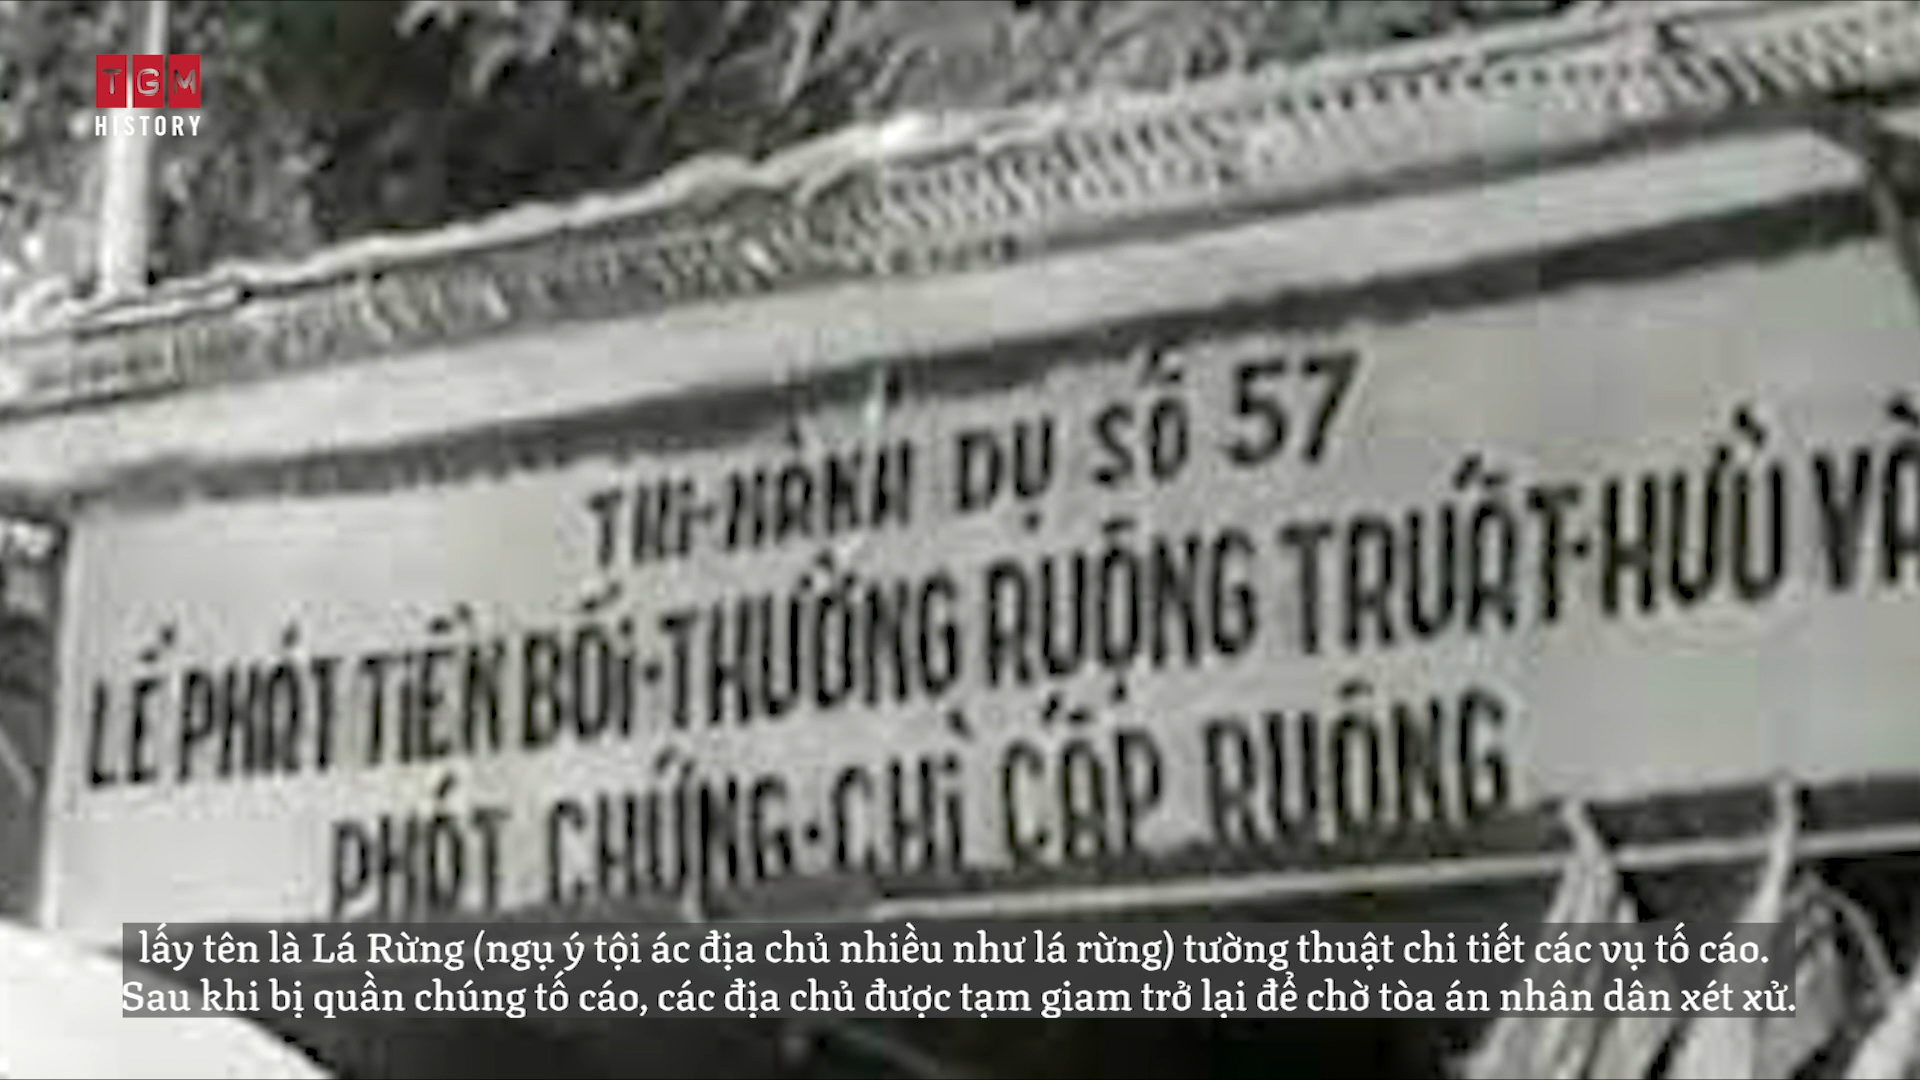 TGM
HISTORY
THI-HÀNH DỤ SỐ 57
LỄ PHÁT TIỀN BỒI-THƯỜNG RUỘNG TRUẤT-HỮU VÀ
PHÁT CHỨNG-CHỈ CẤP RUỘNG
lấy tên là Lá Rừng (ngụ ý tội ác địa chủ nhiều như lá rừng) tường thuật chi tiết các vụ tố cáo.
Sau khi bị quần chúng tố cáo, các địa chủ được tạm giam trở lại để chờ tòa án nhân dân xét xử.